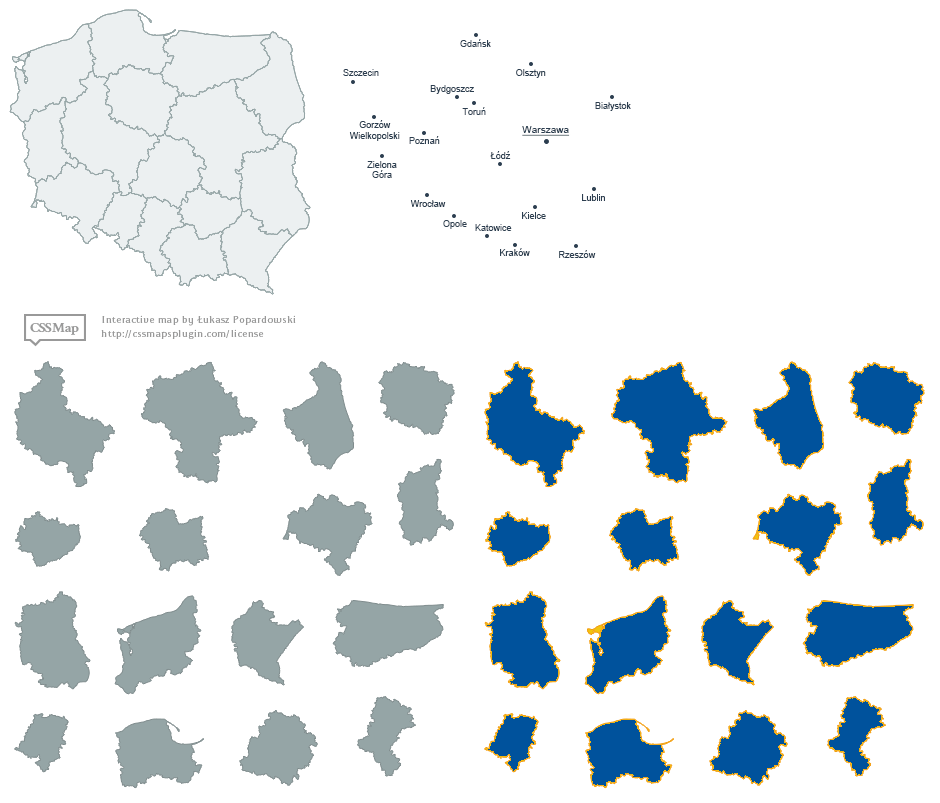 Gdańsk
Olsztyn
Szczecin
Bydgoszcz
Toruń
Białystok
Gorzów
Wielkopolski
Poznań
Warszawa
Łódź
Zielona
Góra
Wrocław
Lublin
Opole
Kielce
Katowice
Kraków
Rzeszów
CSSMap
Interactive map by Łukasz Popardowski
http://cssmapsplugin.com/license